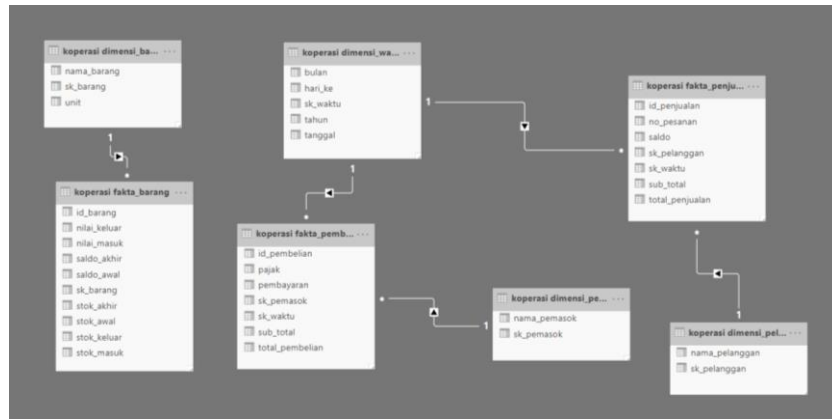 koperasi dimensi_ba... ...
nama_barang
sk_barang
unit
1
koperasi fakta_barang ...
id_barang
nilai_keluar
nilai_masuk
saldo_akhir
saldo_awal
sk_barang
stok_akhir
stok_awal
stok_keluar
stok_masuk
koperasi dimensi_wa... ...
bulan
hari_ke
sk_waktu
tahun
tanggal
1
1
koperasi fakta_pemb... ...
id_pembelian
pajak
pembayaran
sk_pemasok
sk_waktu
sub_total
total_pembelian
1
koperasi dimensi_pe... ...
nama_pemasok
sk_pemasok
koperasi fakta_penju... ...
id_penjualan
no_pesanan
saldo
sk_pelanggan
sk_waktu
sub_total
total_penjualan
1
koperasi dimensi_pel... ...
nama_pelanggan
sk_pelanggan